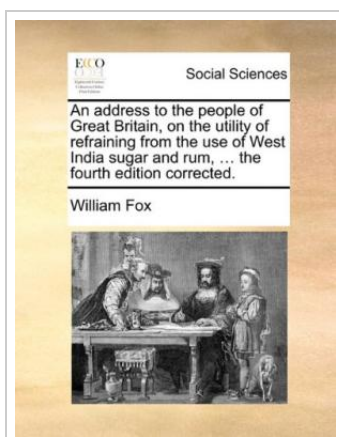 ECCO
Social Sciences
An address to the people of
Great Britain, on the utility of
refraining from the use of West
India sugar and rum, ... the
fourth edition corrected.
William Fox